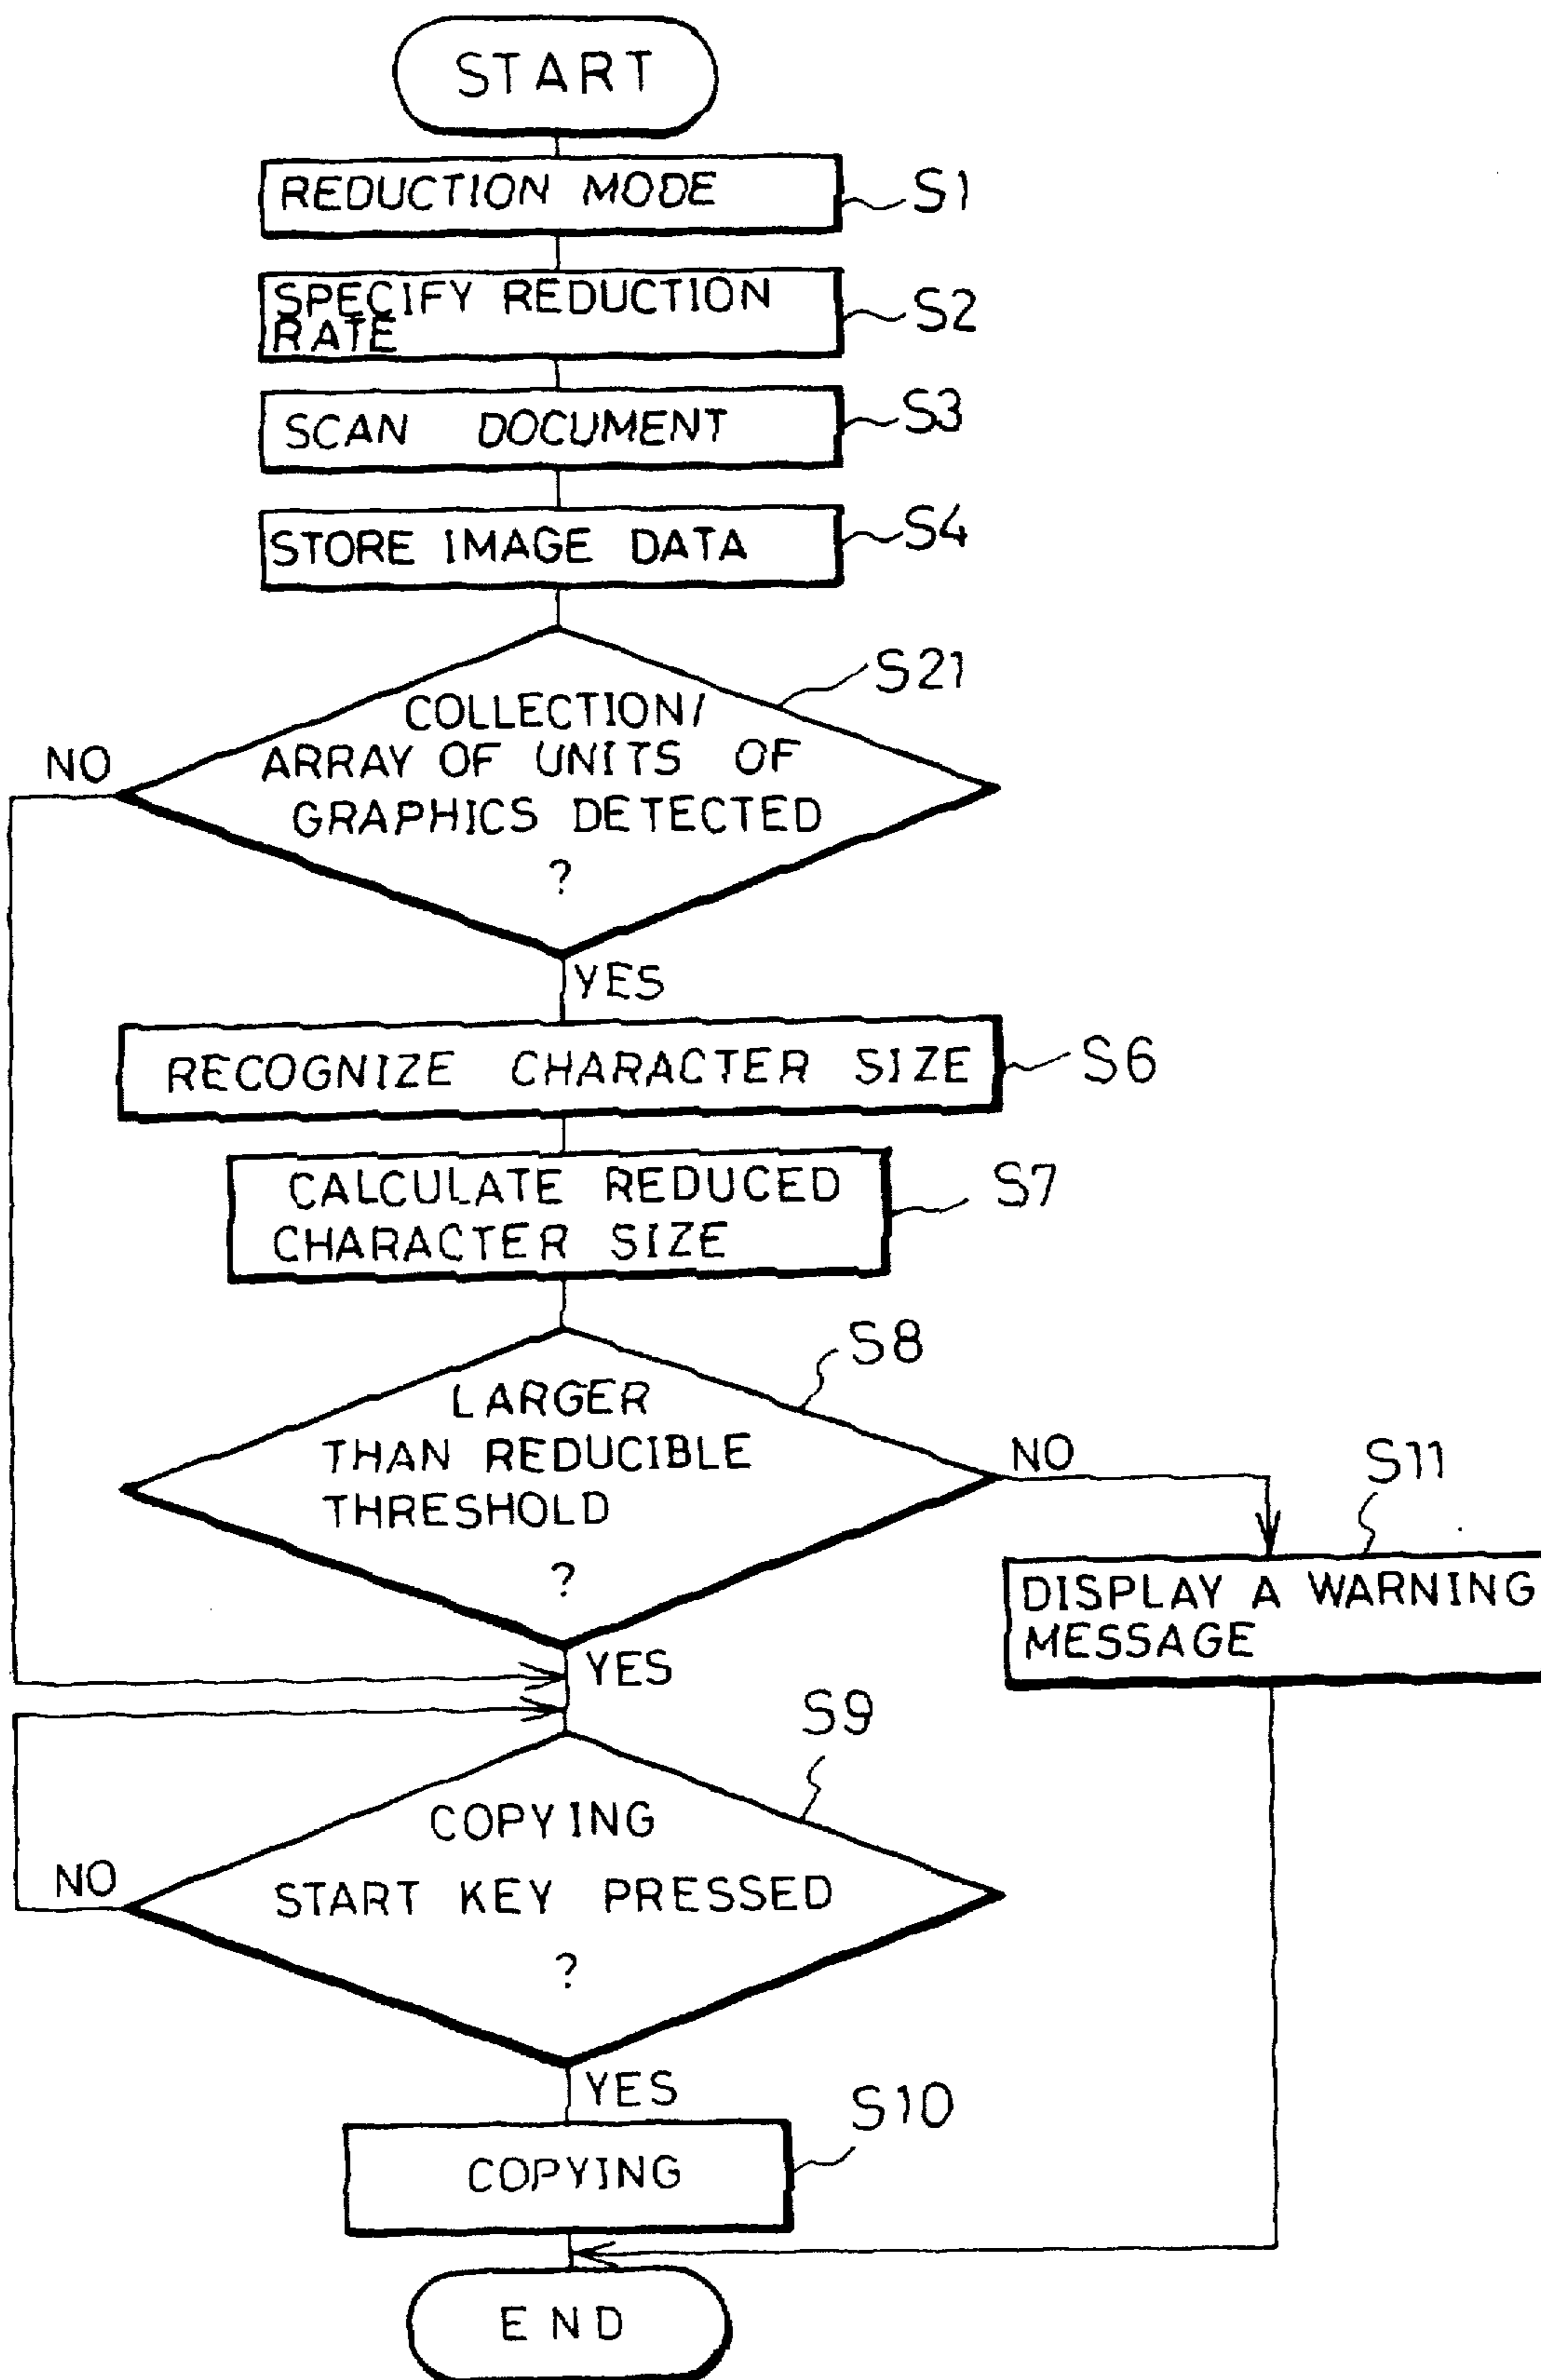 START
REDUCTION MODE
S1
SPECIFY REDUCTION
RATE
S2
SCAN DOCUMENT
S3
STORE IMAGE DATA
S4
S21
COLLECTION/
ARRAY OF UNITS OF
GRAPHICS DETECTED
?
NO
YES
RECOGNIZE CHARACTER SIZE
S6
CALCULATE REDUCED
CHARACTER SIZE
S7
S8
LARGER
THAN REDUCIBLE
THRESHOLD
?
NO
S11
DISPLAY A WARNING
MESSAGE
YES
S9
COPYING
START KEY PRESSED
?
NO
YES
S10
COPYING
END